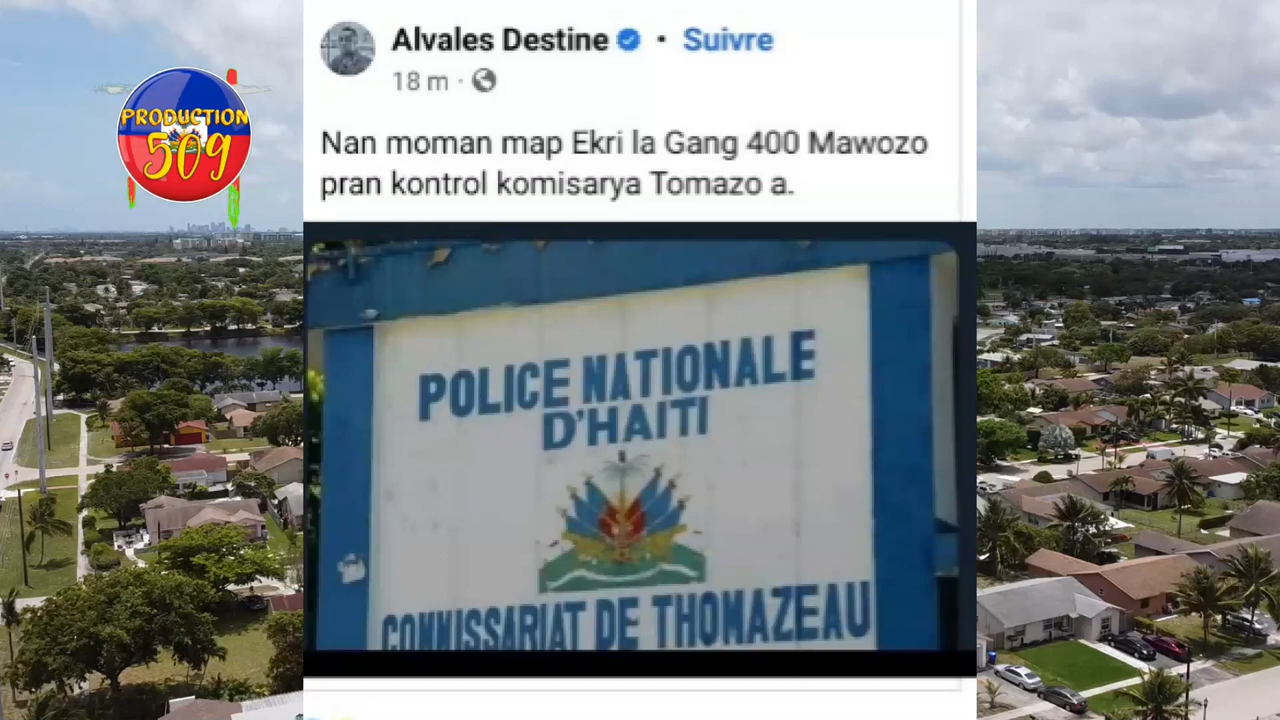 PRODUCTION
509
Alvales Destine • Suivre
18 m ·
Nan moman map Ekri la Gang 400 Mawozo
pran kontrol komisarya Tomazo a.
POLICE NATIONALE
D'HAITI
COMMISSARIAT DE THOMAZEAU